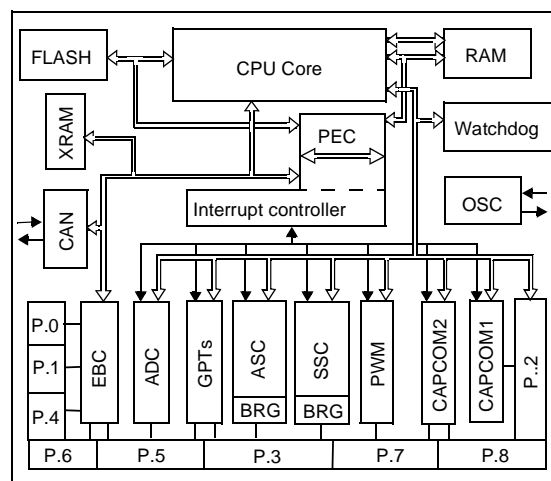 FLASH
CPU Core
RAM
XRAM
PEC
Watchdog
CAN
Interrupt controller
OSC
P.0
P.1
P.4
EBC
ADC
GPTs
ASC
BRG
SSC
BRG
PWM
CAPCOM2
CAPCOM1
P..2
P.6
P.5
P.3
P.7
P.8